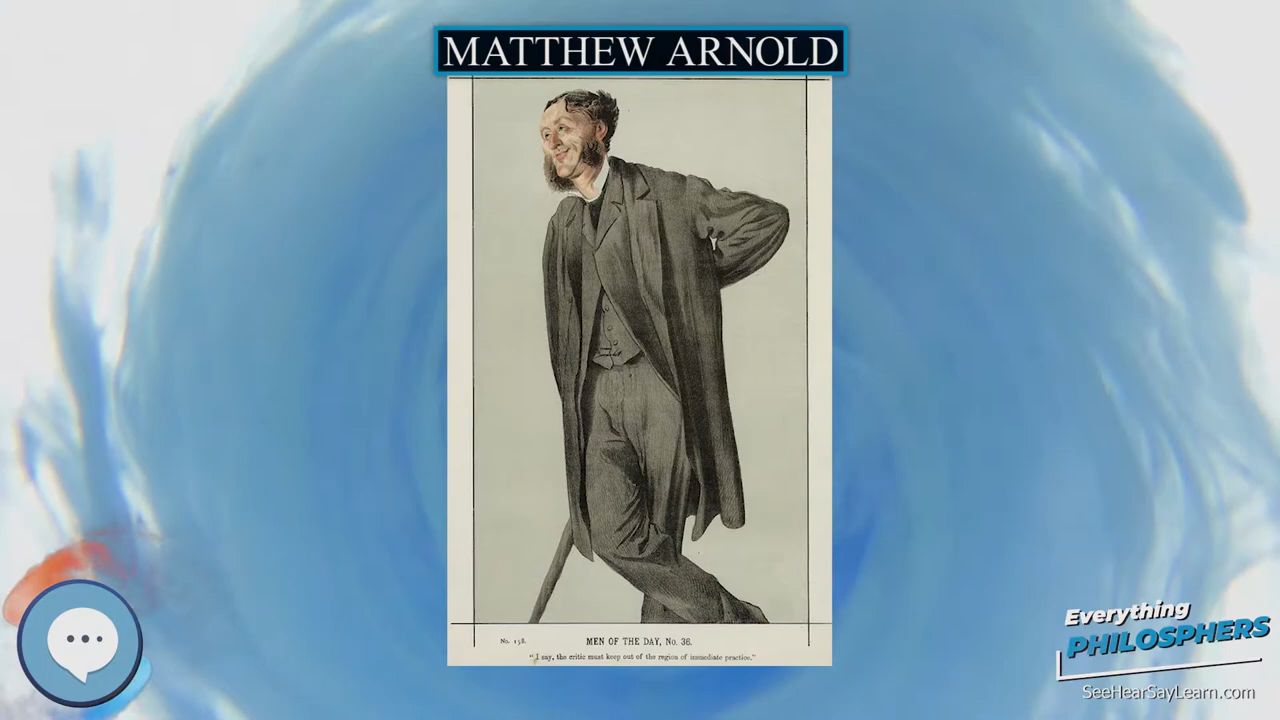 MATTHEW ARNOLD
No. 158.
MEN OF THE DAY, No. 36.
"I say, the critic must keep out of the region of immediate practice."
Everything
PHILOSPHERS
SeeHearSayLearn.com